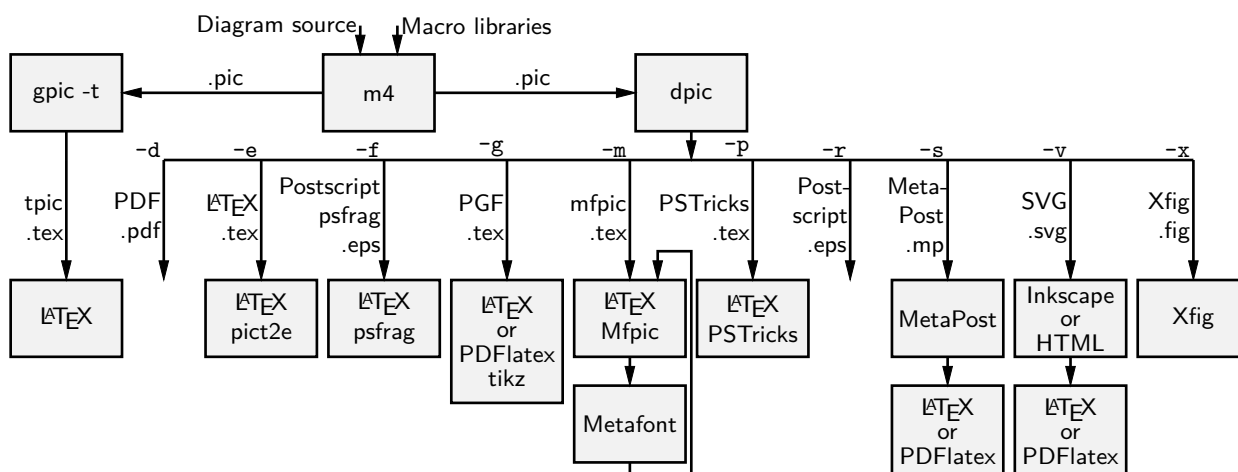 Diagram source
Macro libraries
gpic -t
.pic
m4
.pic
dpic
-d
-e
-f
-g
-m
-p
-r
-s
-v
-x
tpic
.tex
PDF
.pdf
LATEX
.tex
Postscript
psfrag
.eps
PGF
.tex
mfpic
.tex
PSTricks
.tex
Post-
script
.eps
Meta-
Post
.mp
SVG
.svg
Xfig
.fig
LATEX
LATEX
pict2e
LATEX
psfrag
LATEX
or
PDFlatex
tikz
LATEX
Mfpic
LATEX
PSTricks
MetaPost
Inkscape
or
HTML
Xfig
Metafont
LATEX
or
PDFlatex
LATEX
or
PDFlatex